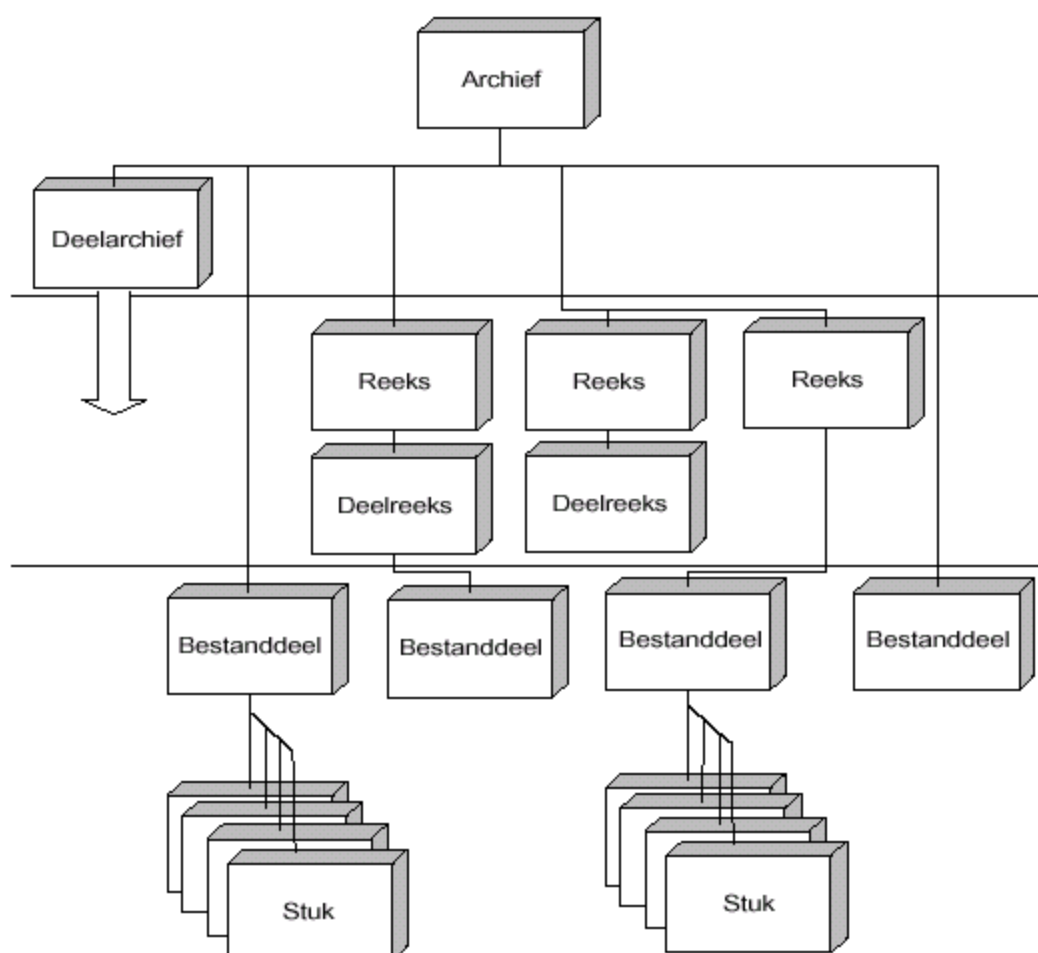 Archief
Deelarchief
Reeks
Reeks
Reeks
Deelreeks
Deelreeks
Bestanddeel
Bestanddeel
Bestanddeel
Bestanddeel
Stuk
Stuk